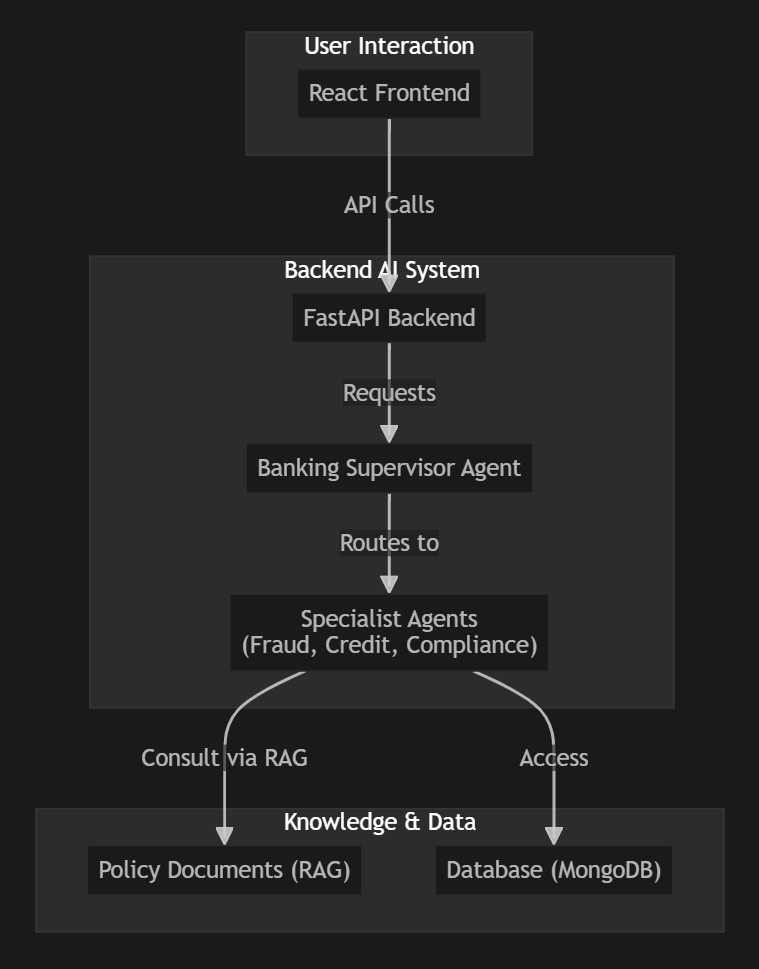 User Interaction
React Frontend
API Calls
Backend AI System
FastAPI Backend
Requests
Banking Supervisor Agent
Routes to
Specialist Agents
(Fraud, Credit, Compliance)
Consult via RAG
Access
Knowledge & Data
Policy Documents (RAG)
Database (MongoDB)